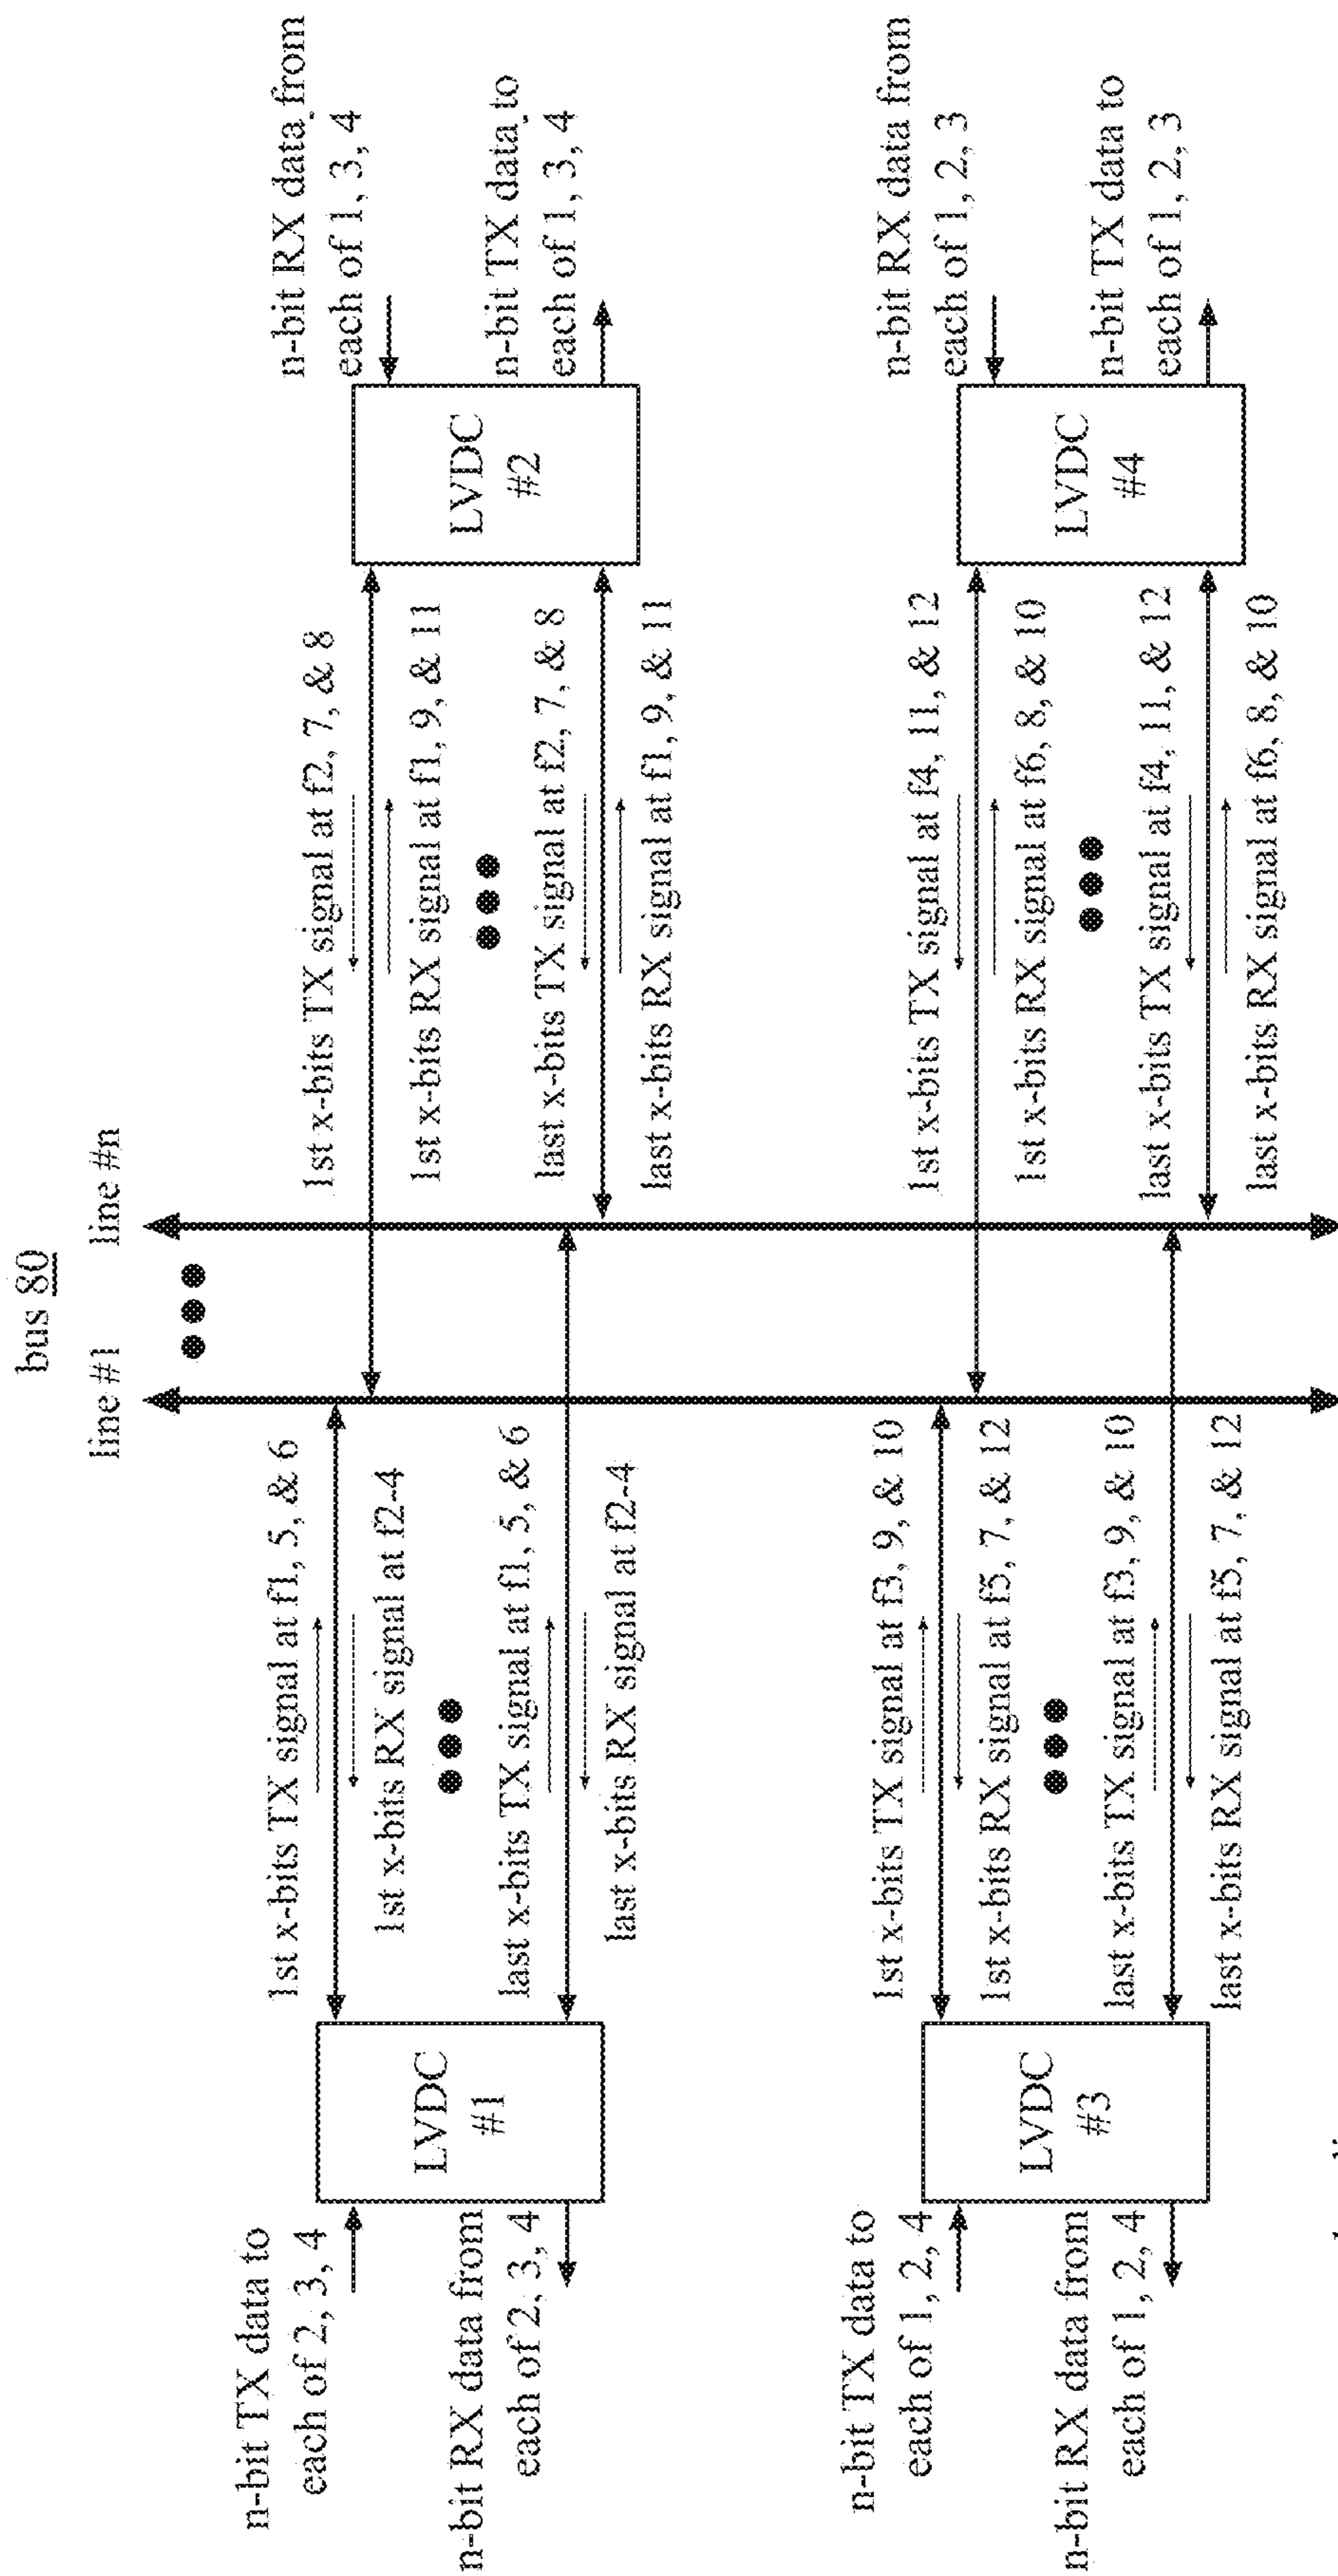 bus 80
line #1
line #n
n-bit TX data to
each of 2, 3, 4
n-bit RX data from
each of 2, 3, 4
LVDC
#1
1st x-bits TX signal at f1, 5, & 6
1st x-bits RX signal at f2-4
last x-bits TX signal at f1, 5, & 6
last x-bits RX signal at f2-4
1st x-bits TX signal at f2, 7, & 8
1st x-bits RX signal at f1, 9, & 11
last x-bits TX signal at f2, 7, & 8
last x-bits RX signal at f1, 9, & 11
LVDC
#2
n-bit RX data from
each of 1, 3, 4
n-bit TX data to
each of 1, 3, 4
n-bit TX data to
each of 1, 2, 4
n-bit RX data from
each of 1, 2, 4
LVDC
#3
1st x-bits TX signal at f3, 9, & 10
1st x-bits RX signal at f5, 7, & 12
last x-bits TX signal at f3, 9, & 10
last x-bits RX signal at f5, 7, & 12
1st x-bits TX signal at f4, 11, & 12
1st x-bits RX signal at f6, 8, & 10
last x-bits TX signal at f4, 11, & 12
last x-bits RX signal at f6, 8, & 10
LVDC
#4
n-bit RX data from
each of 1, 2, 3
n-bit TX data to
each of 1, 2, 3